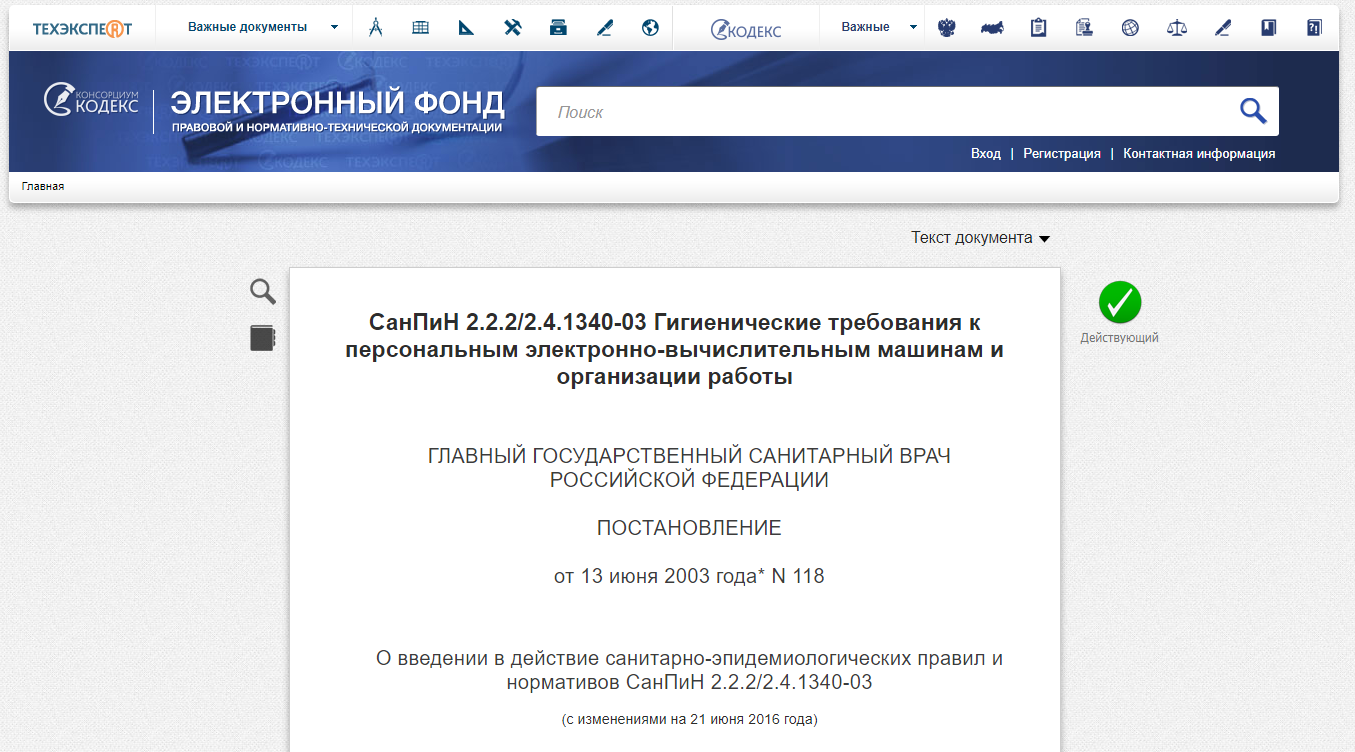 ТЕХЭКСПЕRТ
Важные документы
КОДЕКС
Важные
КОНСОРЦИУМ
КОДЕКС
ЭЛЕКТРОННЫЙ ФОНД
ПРАВОВОЙ И НОРМАТИВНО-ТЕХНИЧЕСКОЙ ДОКУМЕНТАЦИИ
Поиск
Вход | Регистрация | Контактная информация
Главная
Текст документа
СанПиН 2.2.2/2.4.1340-03 Гигиенические требования к
персональным электронно-вычислительным машинам и
организации работы
Действующий
ГЛАВНЫЙ ГОСУДАРСТВЕННЫЙ САНИТАРНЫЙ ВРАЧ
РОССИЙСКОЙ ФЕДЕРАЦИИ
ПОСТАНОВЛЕНИЕ
от 13 июня 2003 года* N 118
О введении в действие санитарно-эпидемиологических правил и
нормативов СанПиН 2.2.2/2.4.1340-03
(с изменениями на 21 июня 2016 года)